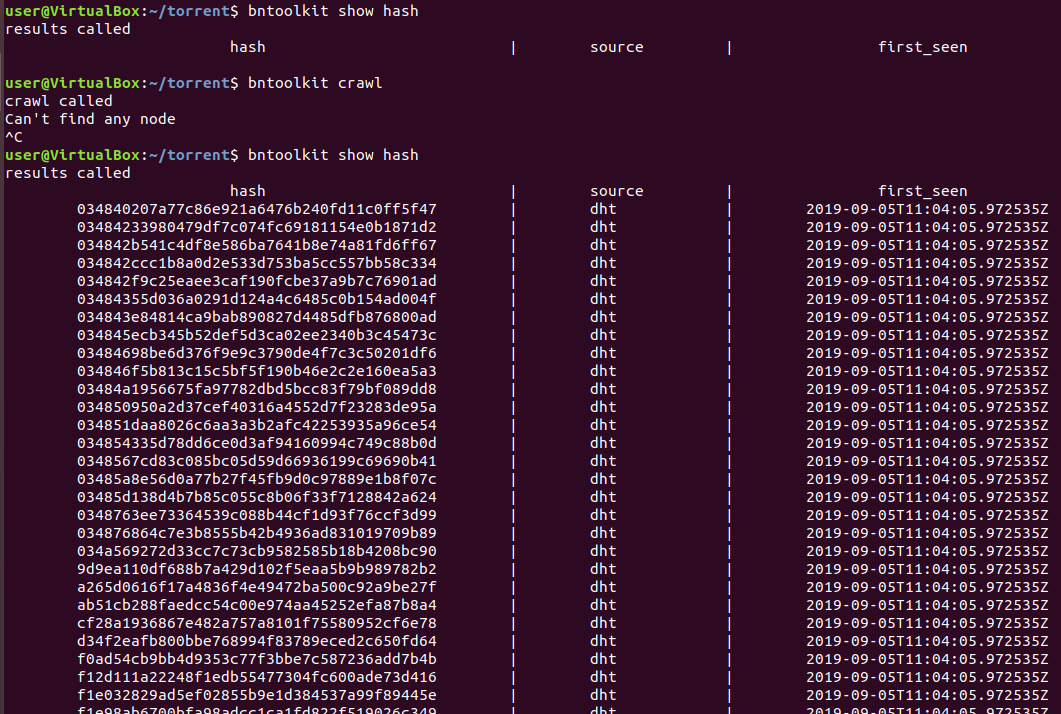 user@VirtualBox:~/torrent$ bntoolkit show hash
results called
hash | source | first_seen
user@VirtualBox:~/torrent$ bntoolkit crawl
crawl called
Can't find any node
^C
user@VirtualBox:~/torrent$ bntoolkit show hash
results called
hash | source | first_seen
034840207a77c86e921a6476b240fd11c0ff5f47 | dht | 2019-09-05T11:04:05.972535Z
03484233980479df7c074fc69181154e0b1871d2 | dht | 2019-09-05T11:04:05.972535Z
034842b541c4df8e586ba7641b8e74a81fd6ff67 | dht | 2019-09-05T11:04:05.972535Z
034842ccc1b8a0d2e533d753ba5cc557bb58c334 | dht | 2019-09-05T11:04:05.972535Z
034842f9c25eaee3caf190fcbe37a9b7c76901ad | dht | 2019-09-05T11:04:05.972535Z
03484355d036a0291d124a4c6485c0b154ad004f | dht | 2019-09-05T11:04:05.972535Z
034843e84814ca9bab890827d4485dfb876800ad | dht | 2019-09-05T11:04:05.972535Z
034845ecb345b52def5d3ca02ee2340b3c45473c | dht | 2019-09-05T11:04:05.972535Z
03484698be6d376f9e9c3790de4f7c3c50201df6 | dht | 2019-09-05T11:04:05.972535Z
034846f5b813c15c5bf5f190b46e2c2e160ea5a3 | dht | 2019-09-05T11:04:05.972535Z
03484a1956675fa97782dbd5bcc83f79bf089dd8 | dht | 2019-09-05T11:04:05.972535Z
034850950a2d37cef40316a4552d7f23283de95a | dht | 2019-09-05T11:04:05.972535Z
034851daa8026c6aa3a3b2afc42253935a96ce54 | dht | 2019-09-05T11:04:05.972535Z
034854335d78dd6ce0d3af94160994c749c88b0d | dht | 2019-09-05T11:04:05.972535Z
0348567cd83c085bc05d59d66936199c69690b41 | dht | 2019-09-05T11:04:05.972535Z
03485a8e56d0a77b27f45fb9d0c97889e1b8f07c | dht | 2019-09-05T11:04:05.972535Z
03485d138d4b7b85c055c8b06f33f7128842a624 | dht | 2019-09-05T11:04:05.972535Z
0348763ee73364539c088b44cf1d93f76ccf3d99 | dht | 2019-09-05T11:04:05.972535Z
034876864c7e3b8555b42b4936ad831019709b89 | dht | 2019-09-05T11:04:05.972535Z
034a569272d33cc7c73cb9582585b18b4208bc90 | dht | 2019-09-05T11:04:05.972535Z
9d9ea110df688b7a429d102f5eaa5b9b989782b2 | dht | 2019-09-05T11:04:05.972535Z
a265d0616f17a4836f4e49472ba500c92a9be27f | dht | 2019-09-05T11:04:05.972535Z
ab51cb288faedcc54c00e974aa45252efa87b8a4 | dht | 2019-09-05T11:04:05.972535Z
cf28a1936867e482a757a8101f75580952cf6e78 | dht | 2019-09-05T11:04:05.972535Z
d34f2eafb800bbe768994f83789eced2c650fd64 | dht | 2019-09-05T11:04:05.972535Z
f0ad54cb9bb4d9353c77f3bbe7c587236add7b4b | dht | 2019-09-05T11:04:05.972535Z
f12d111a22248f1edb55477304fc600ade73d416 | dht | 2019-09-05T11:04:05.972535Z
f1e032829ad5ef02855b9e1d384537a99f89445e | dht | 2019-09-05T11:04:05.972535Z
| dht | 2019-09-05T11:04:05.972535Z